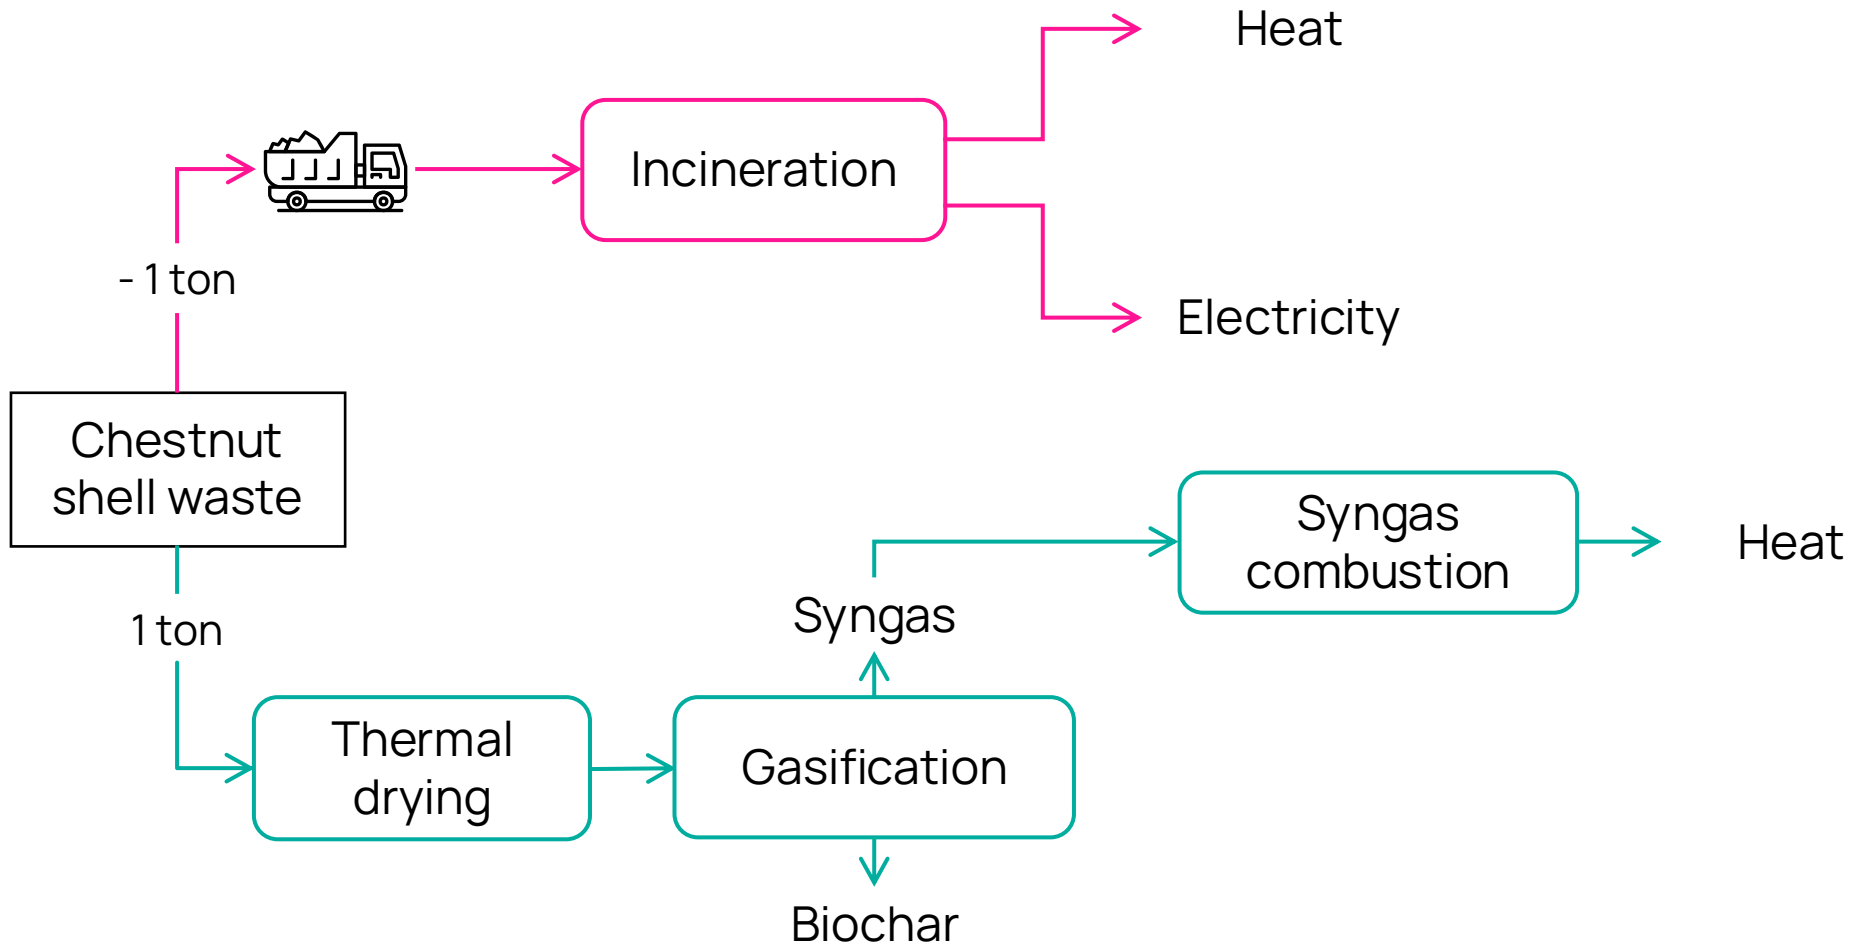 Heat
Incineration
- 1 ton
Electricity
Chestnut
shell waste
Syngas
combustion
Heat
Syngas
1 ton
Thermal
drying
Gasification
Biochar